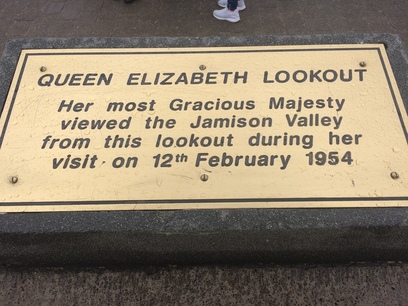 QUEEN ELIZABETH LOOKOUT
Her most Gracious Majesty
viewed the Jamison Valley
from this lookout during her
visit on 12th February 1954